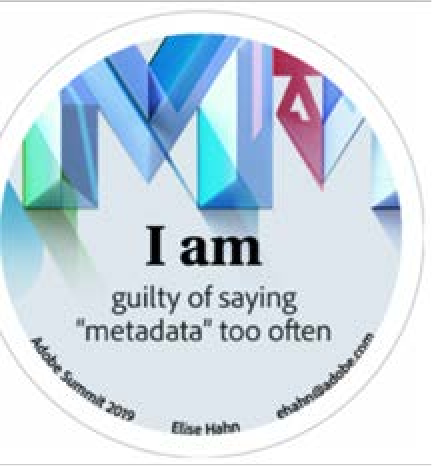 I am
guilty of saying
"metadata" too often
Adobe Summit 2019
Elise Hahn
ehahn@adobe.com